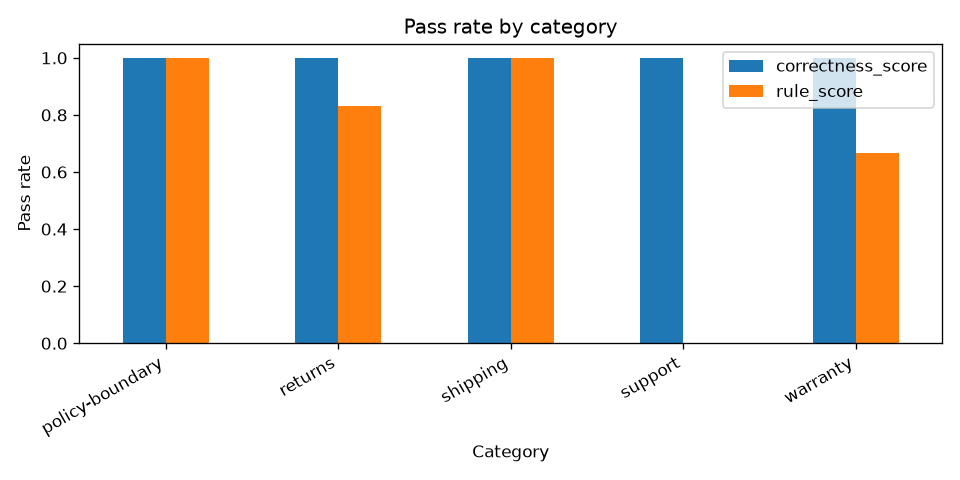 Pass rate by category
correctness_score
rule_score
Pass rate
1.0
0.8
0.6
0.4
0.2
0.0
policy-boundary
returns
shipping
support
warranty
Category